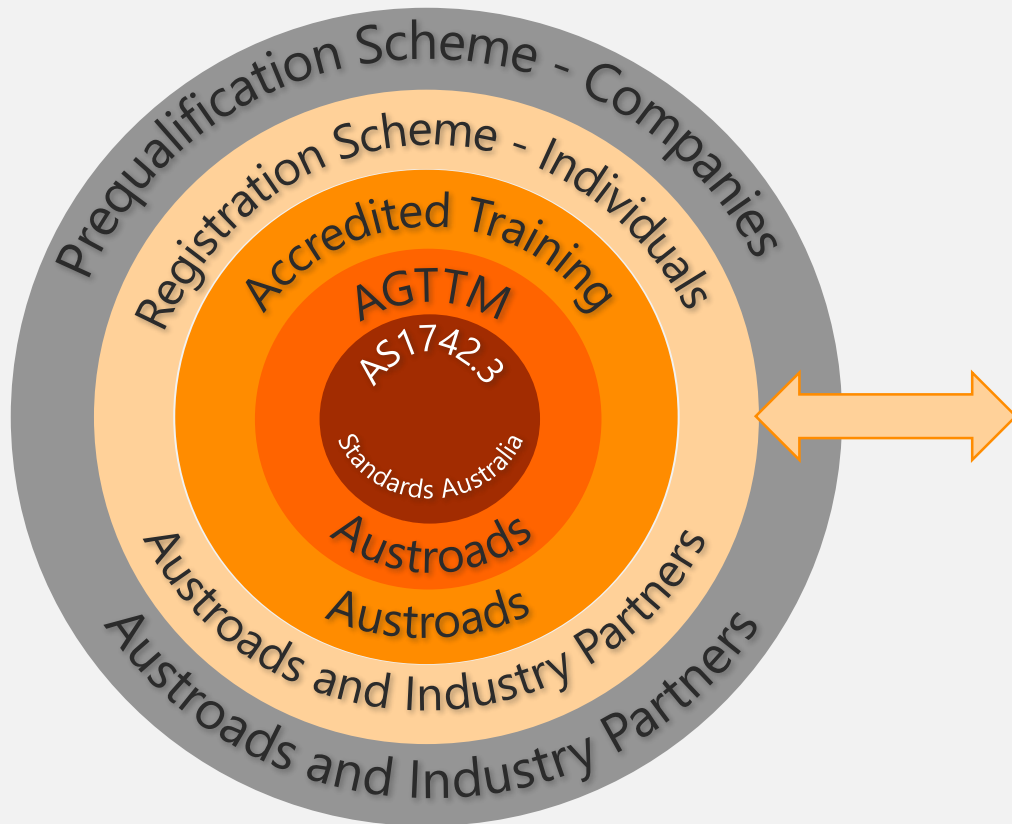 Prequalification Scheme - Companies
Registration Scheme - Individuals
Accredited Training
AGTTM
AS1742.3
Standards Australia
Austroads
Austroads
Austroads and Industry Partners
Austroads and Industry Partners